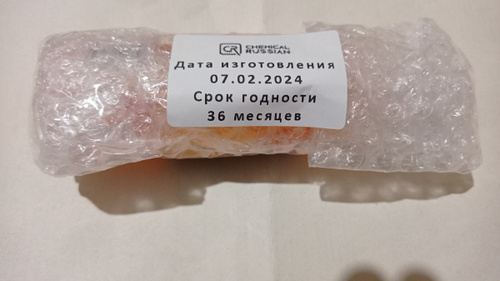 CR CHEMICAL
RUSSIAN
Дата изготовления
07.02.2024
Срок годности
36 месяцев